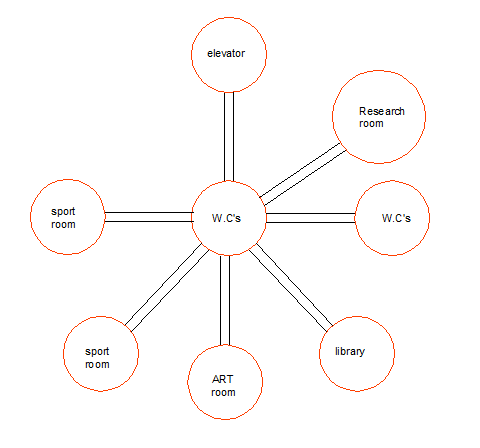 elevator
Research
room
sport
room
W.C's
W.C's
sport
room
ART
room
library